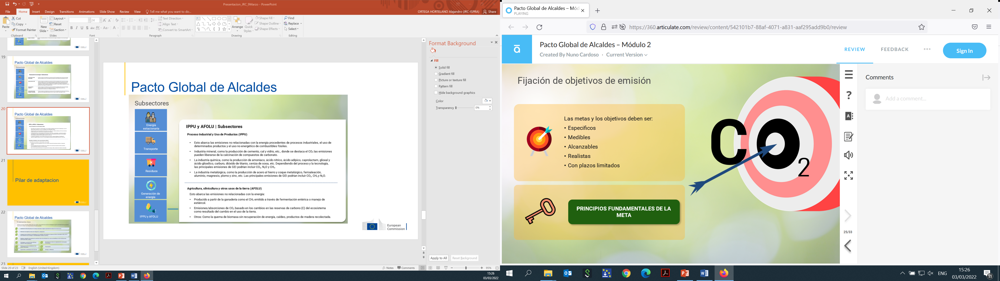 Presentacion_JRC_9Marzo - PowerPoint
File Home Insert Design Transitions Animations Slide Show Review View Tell me what you want to do...
ORTEGA HORTELANO Alejandro (JRC-ISPRA) Share
Paste
Cut
Copy
Format Painter
Clipboard
New Slide
Layout
Reset
Section
Slides
24
B I U S abc AV Aa A
Font
Text Direction
Align Text
Convert to SmartArt
Paragraph
Arrange
Quick Styles
Shape Fill
Shape Outline
Shape Effects
Drawing
Find
Replace
Select
Editing
19
Pacto Global de Alcaldes
Subsectores
20
Pacto Global de Alcaldes
Subsectores
21
Pilar de adaptacion
22
Pacto Global de Alcaldes
10 elementos clave
23
Pacto Global de Alcaldes
Subsectores
Energía estacionaria
Transporte
Residuos
Generación de energía
IPPU y AFOLU
IPPU y AFOLU | Subsectores
Proceso Industrial y Uso de Productos (IPPU)
• Esto abarca las emisiones no relacionadas con la energía procedentes de procesos industriales, el uso de
determinados productos y el uso no energético de combustibles fósiles.
• Industria mineral, como la producción de cemento, cal y vidrio, etc., donde se destaca el CO₂ las emisiones
pueden liberarse de la calcinación de compuestos de carbonato.
• La industria química, como la producción de amoníaco, ácido nítrico, ácido adípico, caprolactam, glioxal y
ácido glioxílico, carburo, dióxido de titanio, ceniza de sosa, etc. Dependiendo del proceso y la tecnología,
las principales emisiones de GEI podrían incluir CO₂, N₂O y CH₄.
• La industria metalúrgica, como la producción de acero al hierro y coque metalúrgico, ferroaleación,
aluminio, magnesio, plomo y zinc, etc. Las principales emisiones de GEI podrían incluir CO₂, CH₄ y N₂O.
Agricultura, silvicultura y otros usos de la tierra (AFOLU)
Esto abarca las emisiones no relacionadas con la energía:
• Producido a partir de la ganadería como el CH₄ emitido a través de fermentación entérica o manejo de
estiércol.
• Emisiones/absorciones de CO₂ basado en los cambios en las reservas de carbono (C) del ecosistema
como resultado del cambio en el uso de la tierra.
• Otros: Como la quema de biomasa sin recuperación de energía, caldeo, productos de madera recolectada.
European
Commission
Format Background
Fill
Solid fill
Gradient fill
Picture or texture fill
Pattern fill
Hide background graphics
Color
Transparency 0%
Apply to All Reset Background
Slide 20 of 23 English (United Kingdom) Notes Comments 95%
15:26
03/03/2022
Pacto Global de Alcaldes – Mód
PLAYING
https://360.articulate.com/review/content/542101b7-88af-4071-a831-aaf295add9b0/review
ā
Pacto Global de Alcaldes – Módulo 2
Created By Nuno Cardoso · Current Version
REVIEW FEEDBACK ••• Sign In
Fijación de objetivos de emisión
Las metas y los objetivos deben ser:
• Especificos
• Medibles
• Alcanzables
• Realistas
• Con plazos limitados
PRINCIPIOS FUNDAMENTALES DE LA
META
CO2
?
A
25/33
Comments
Add a comment...
ENG
15:26
03/03/2022
11